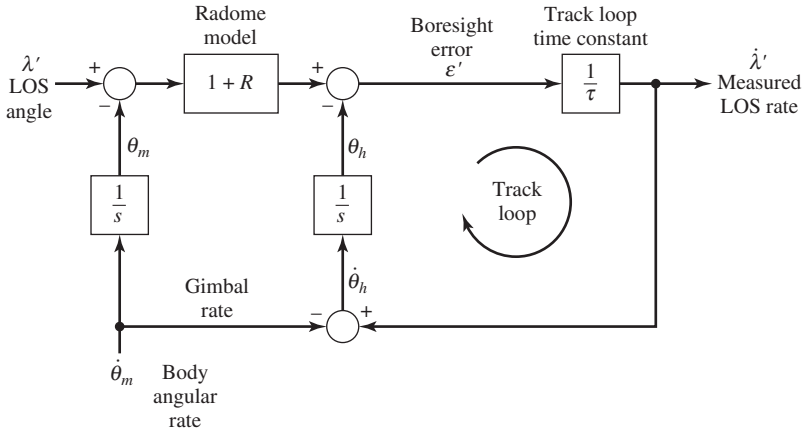 Radome
model
Boresight
error
ε′
Track loop
time constant
λ′
LOS
angle
+
−
1 + R
+
−
1
τ
λ̇′
Measured
LOS rate
θm
θh
1
s
1
s
Track
loop
θ̇h
Gimbal
rate
−
+
θ̇m
Body
angular
rate